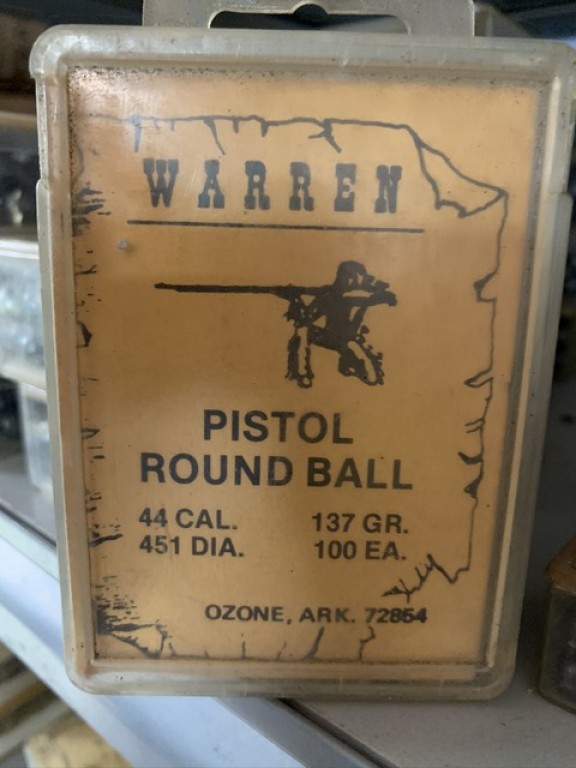 WARREN
PISTOL
ROUND BALL
44 CAL. 137 GR.
451 DIA. 100 EA.
OZONE, ARK. 72854